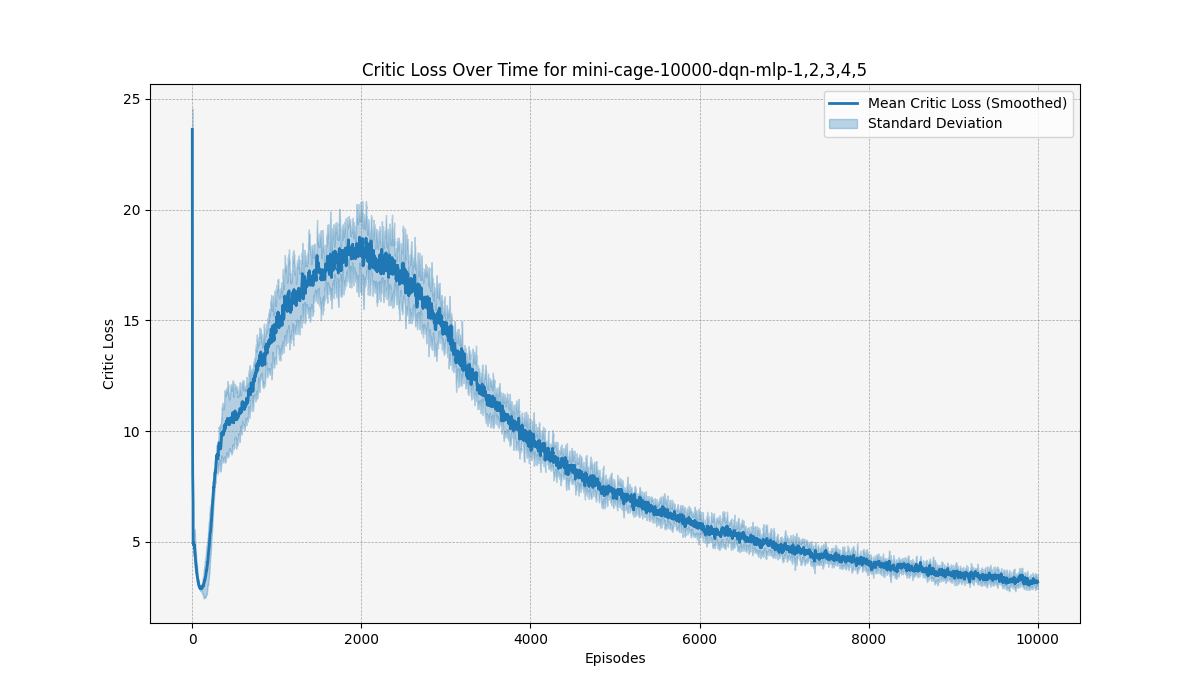 Critic Loss Over Time for mini-cage-10000-dqn-mlp-1,2,3,4,5
Mean Critic Loss (Smoothed)
Standard Deviation
25
20
15
10
5
Critic Loss
0
2000
4000
6000
8000
10000
Episodes